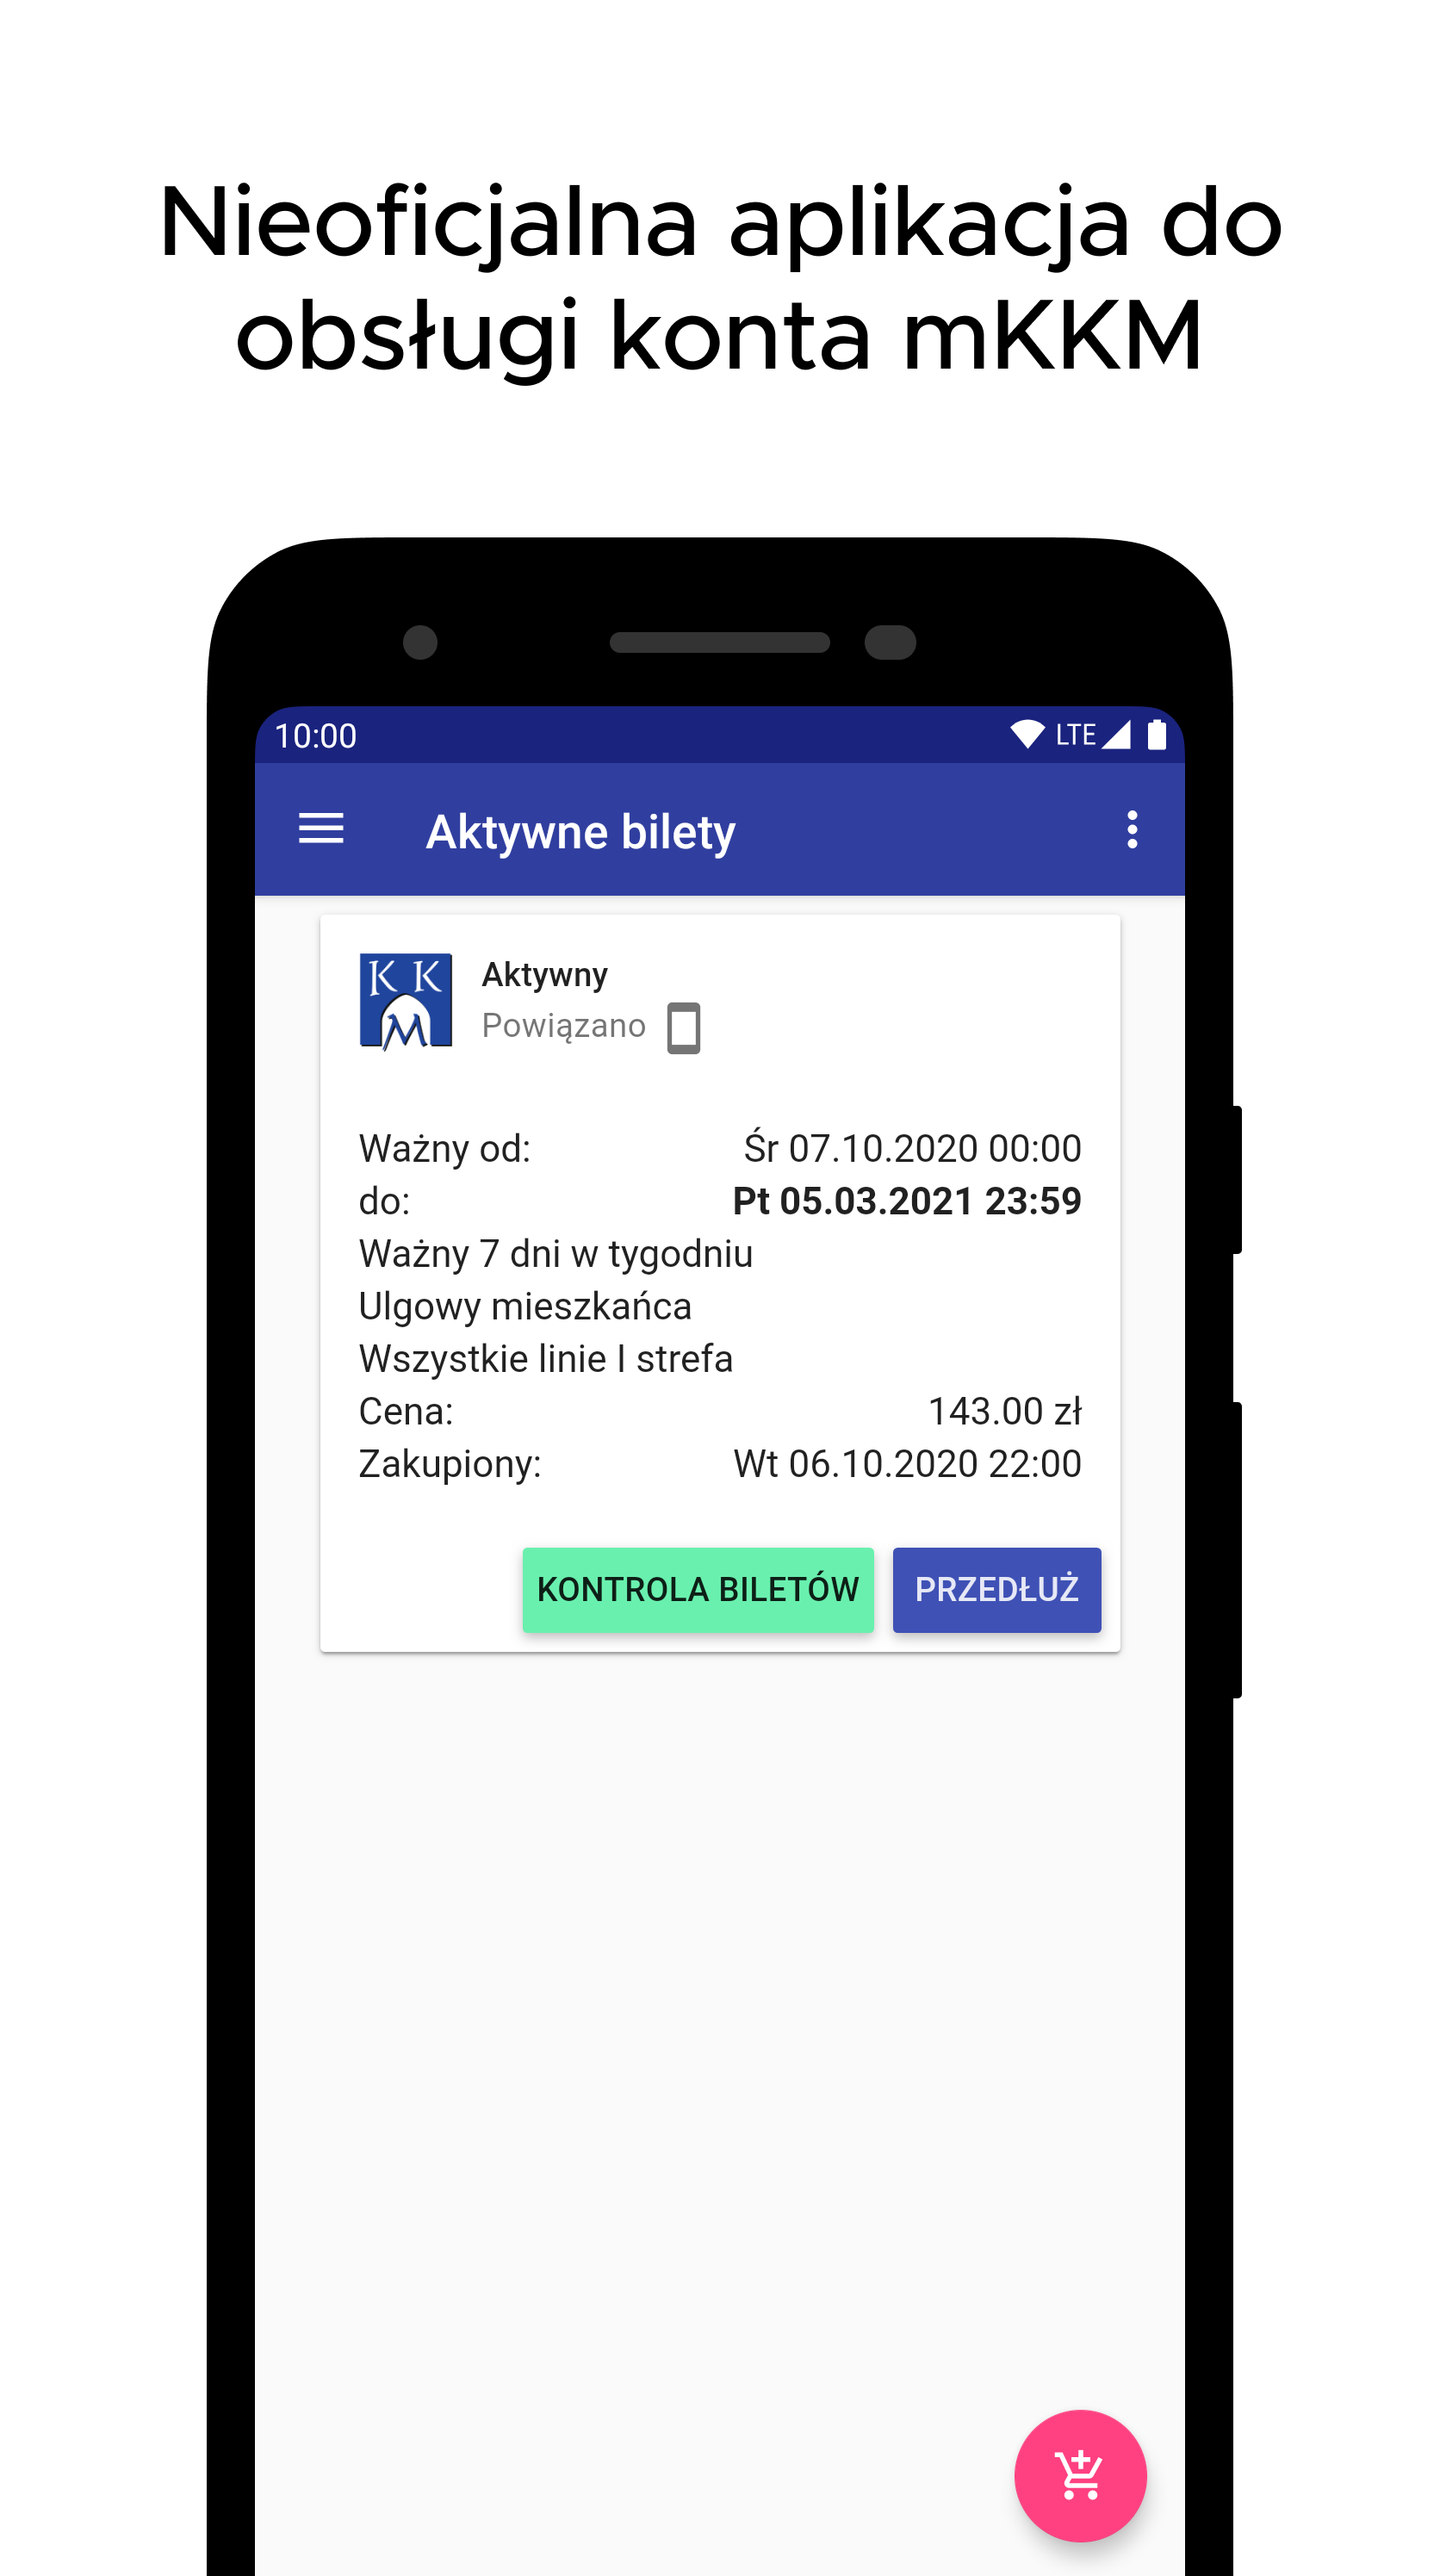 Nieoficjalna aplikacja do
obsługi konta mKKM
10:00 LTE
Aktywne bilety
K K
M
Aktywny
Powiązano
Ważny od: Śr 07.10.2020 00:00
do: Pt 05.03.2021 23:59
Ważny 7 dni w tygodniu
Ulgowy mieszkańca
Wszystkie linie I strefa
Cena: 143.00 zł
Zakupiony: Wt 06.10.2020 22:00
KONTROLA BILETÓW PRZEDŁUŻ